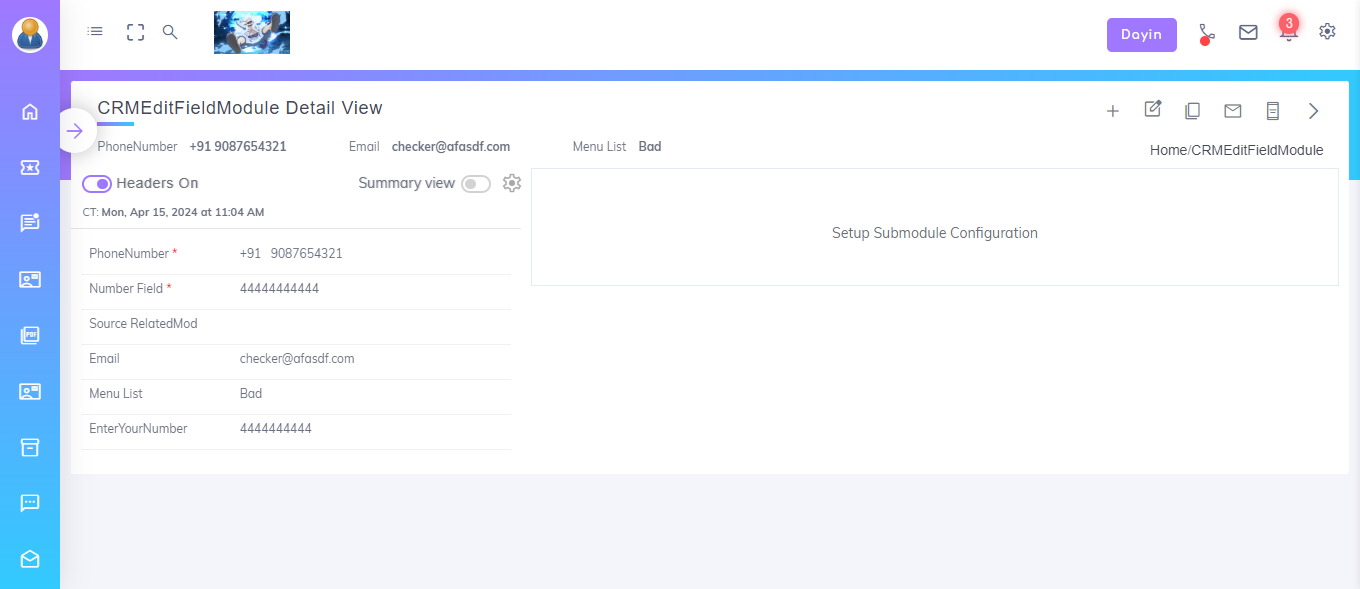 Dayin
3
CRMEditFieldModule Detail View
PhoneNumber +91 9087654321 Email checker@afasdf.com Menu List Bad
Home/CRMEditFieldModule
Headers On Summary view
CT: Mon, Apr 15, 2024 at 11:04 AM
Setup Submodule Configuration
PhoneNumber * +91 9087654321
Number Field * 44444444444
Source RelatedMod
Email checker@afasdf.com
Menu List Bad
EnterYourNumber 4444444444
PDF